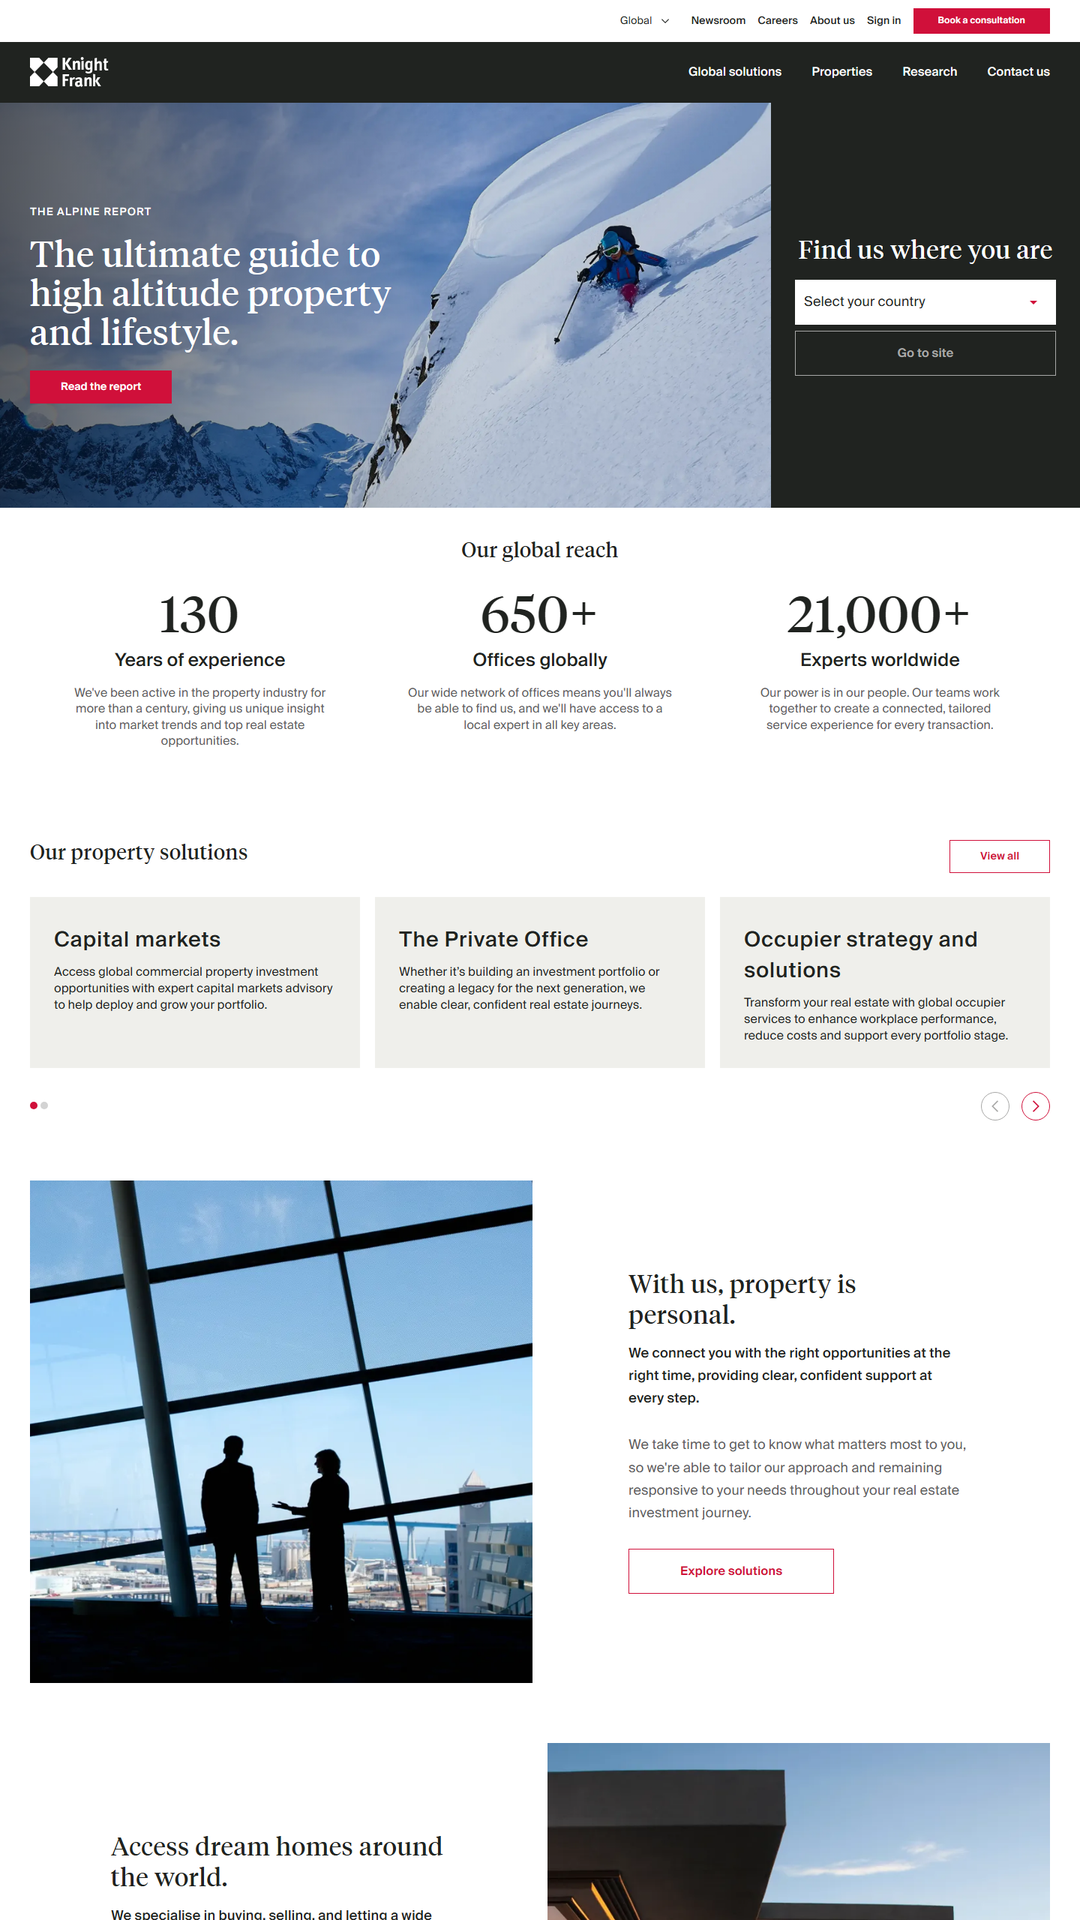 Global
Newsroom
Careers
About us
Sign in
Book a consultation
Knight
Frank
Global solutions
Properties
Research
Contact us
THE ALPINE REPORT
The ultimate guide to
high altitude property
and lifestyle.
Read the report
Find us where you are
Select your country
Go to site
Our global reach
130
Years of experience
We've been active in the property industry for
more than a century, giving us unique insight
into market trends and top real estate
opportunities.
650+
Offices globally
Our wide network of offices means you'll always
be able to find us, and we'll have access to a
local expert in all key areas.
21,000+
Experts worldwide
Our power is in our people. Our teams work
together to create a connected, tailored
service experience for every transaction.
Our property solutions
View all
Capital markets
Access global commercial property investment
opportunities with expert capital markets advisory
to help deploy and grow your portfolio.
The Private Office
Whether it's building an investment portfolio or
creating a legacy for the next generation, we
enable clear, confident real estate journeys.
Occupier strategy and
solutions
Transform your real estate with global occupier
services to enhance workplace performance,
reduce costs and support every portfolio stage.
With us, property is
personal.
We connect you with the right opportunities at the
right time, providing clear, confident support at
every step.
We take time to get to know what matters most to you,
so we're able to tailor our approach and remaining
responsive to your needs throughout your real estate
investment journey.
Explore solutions
Access dream homes around
the world.
We specialise in buying, selling, and letting a wide